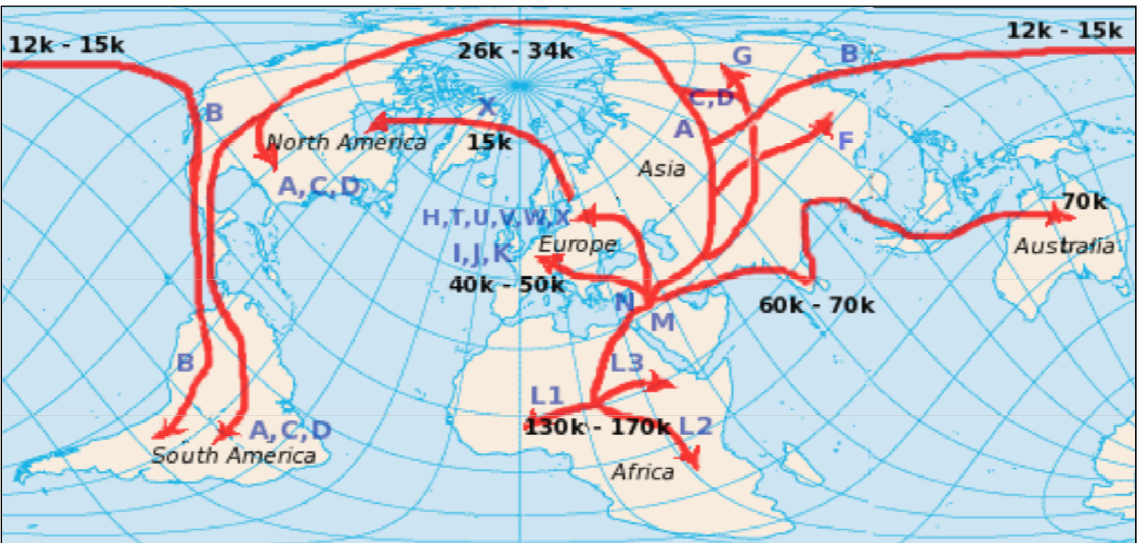 12k - 15k
26k - 34k
12k - 15k
G
B
C,D
X
B
A
North America
15k
Asia
F
A,C,D
70k
H,T,U,V,W,X
Europe
Australia
I,J,K
40k - 50k
N
60k - 70k
M
B
L3
L1
130k - 170k
L2
A,C,D
South America
Africa